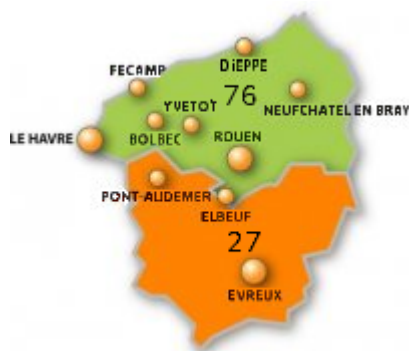 DIEPPE
FECAMP
76
YVETOT
NEUFCHATEL EN BRAY
LE HAVRE
BOLBEC
ROUEN
PONT-AUDEMER
ELBEUF
27
EVREUX